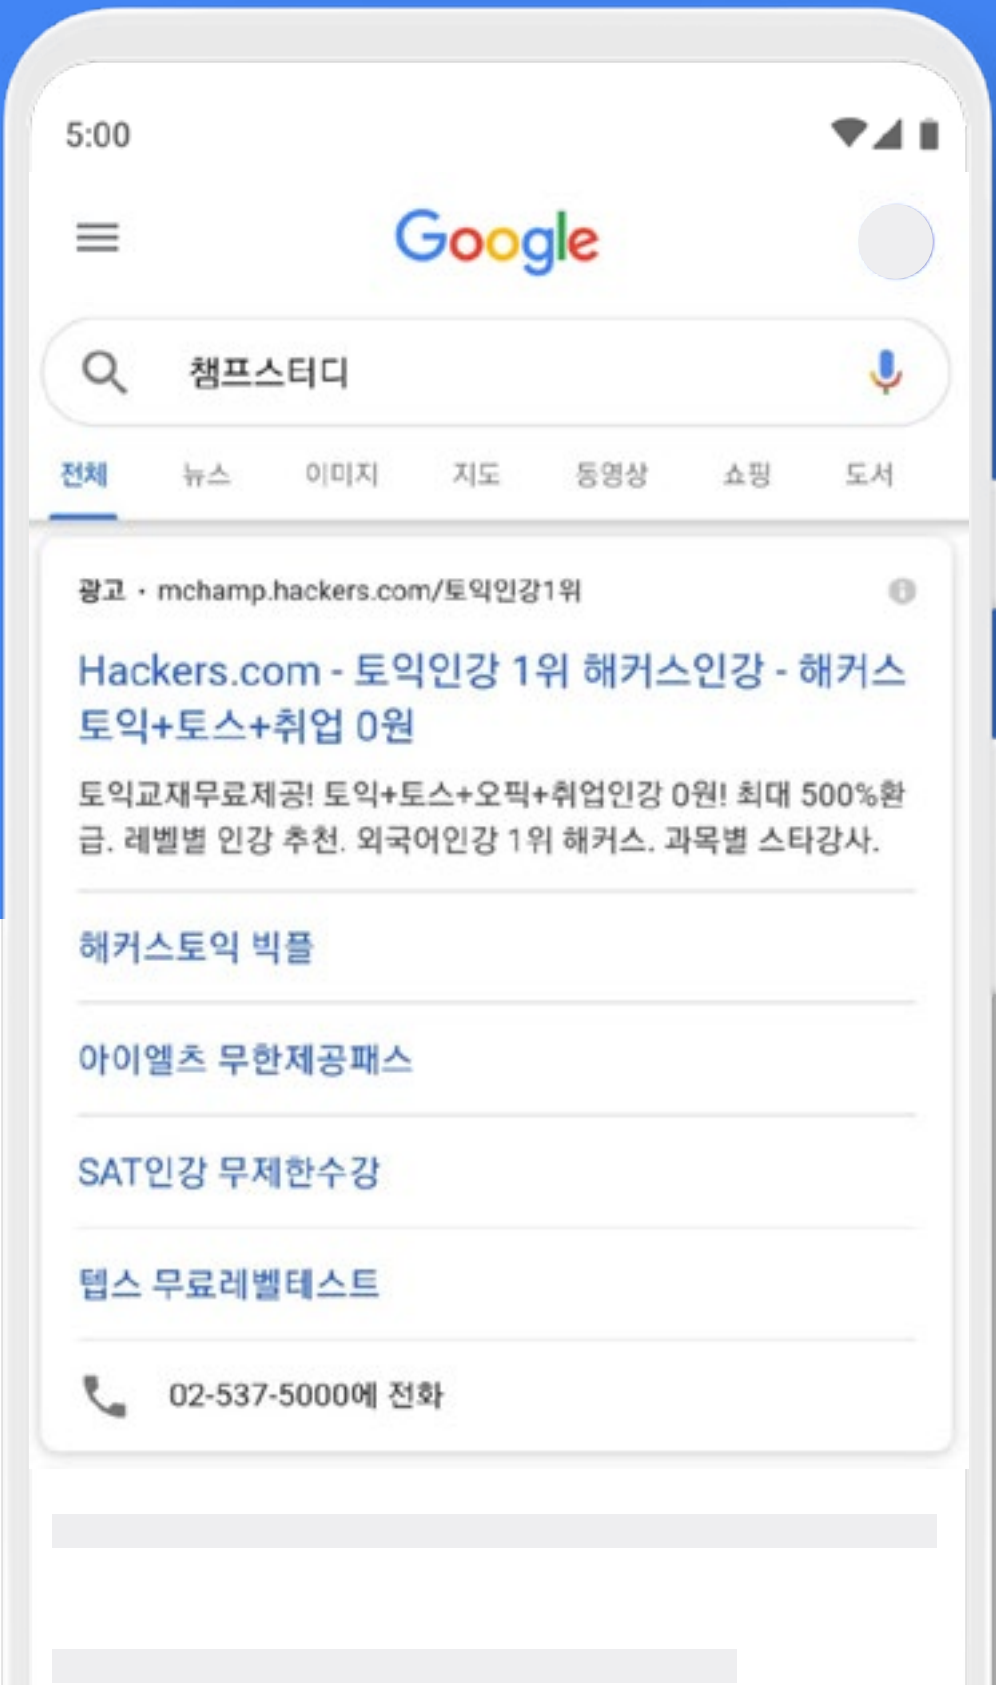 5:00
Google
챔프스터디
전체 뉴스 이미지 지도 동영상 쇼핑 도서
광고 · mchamp.hackers.com/토익인강1위
Hackers.com - 토익인강 1위 해커스인강 - 해커스
토익+토스+취업 0원
토익교재무료제공! 토익+토스+오픽+취업인강 0원! 최대 500%환
급. 레벨별 인강 추천. 외국어인강 1위 해커스. 과목별 스타강사.
해커스토익 빅플
아이엘츠 무한제공패스
SAT인강 무제한수강
텝스 무료레벨테스트
02-537-5000에 전화